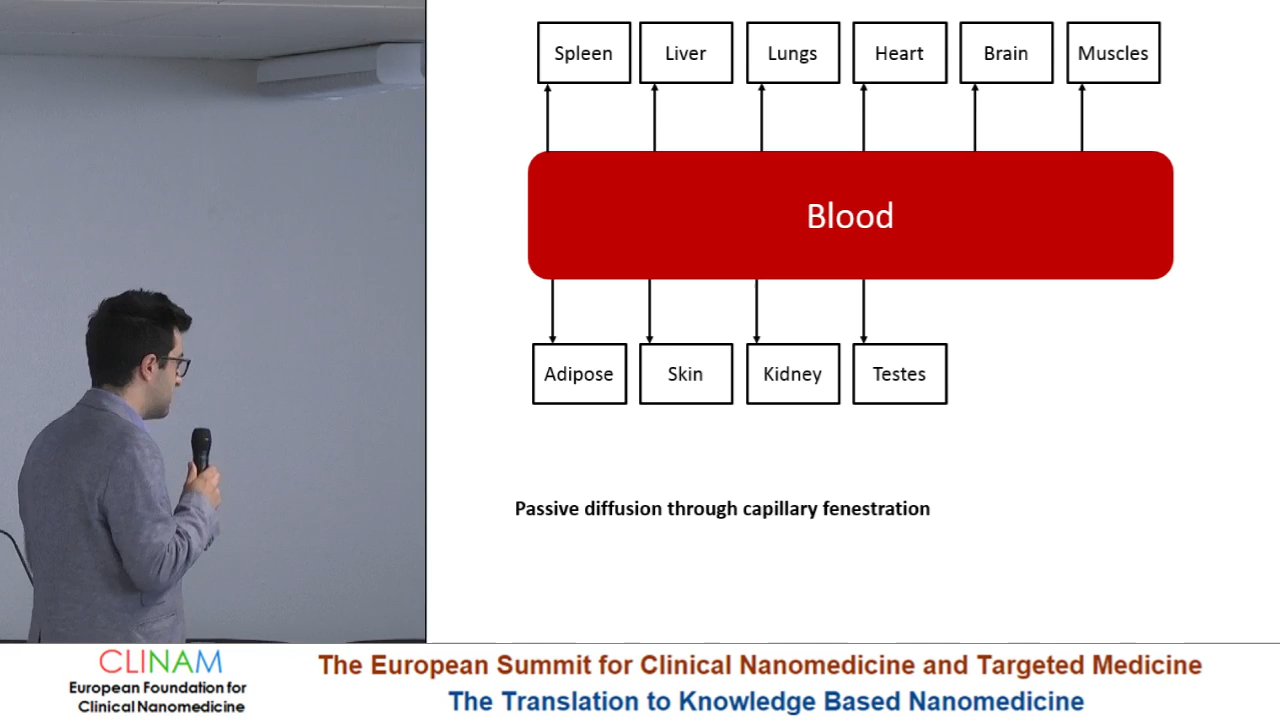 Spleen
Liver
Lungs
Heart
Brain
Muscles
Blood
Adipose
Skin
Kidney
Testes
Passive diffusion through capillary fenestration
CLINAM
European Foundation for
Clinical Nanomedicine
The European Summit for Clinical Nanomedicine and Targeted Medicine
The Translation to Knowledge Based Nanomedicine